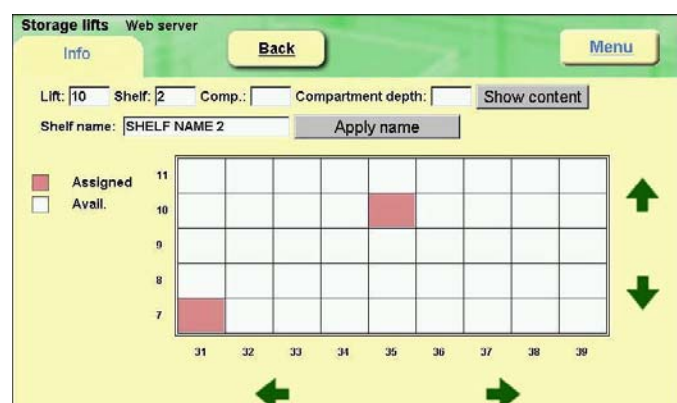 Storage lifts Web server
Info Back Menu
Lift: 10 Shelf: 2 Comp.: Compartment depth: Show content
Shelf name: SHELF NAME 2 Apply name
Assigned
Avail.
11
10
9
8
7
31 32 33 34 35 36 37 38 39